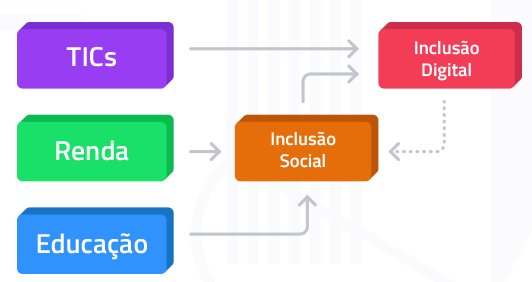 TICs
Inclusão
Digital
Renda
Inclusão
Social
Educação